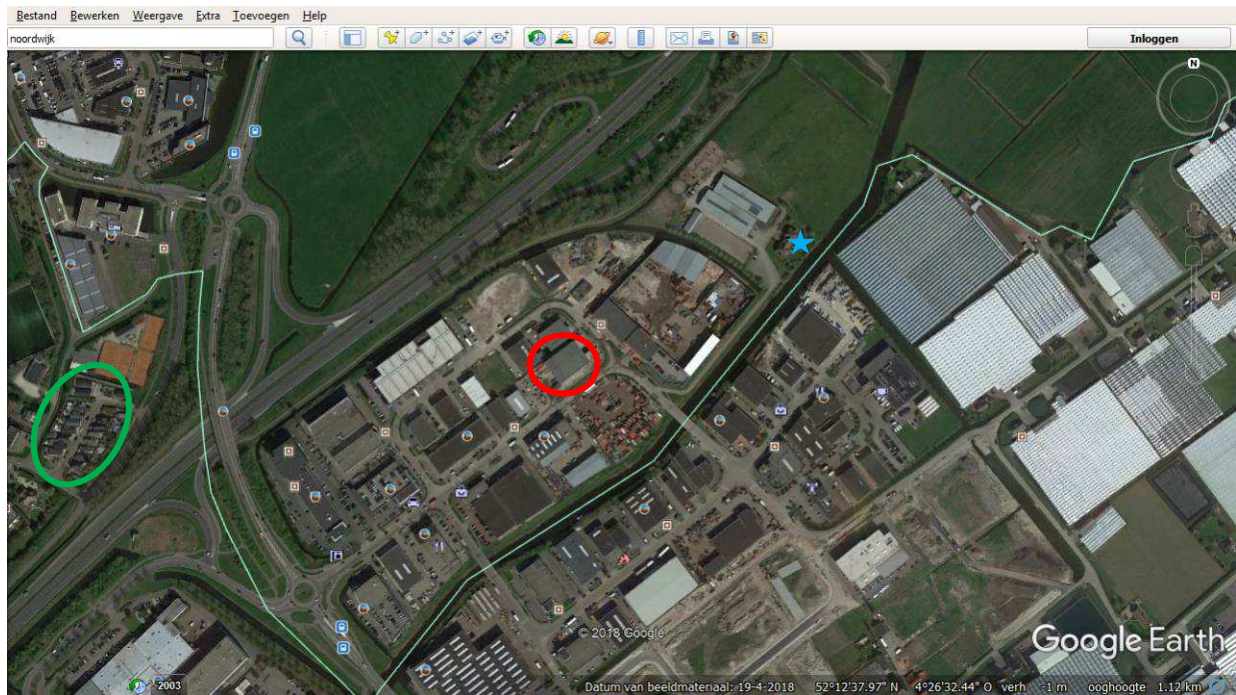 Bestand Bewerken Weergave Extra Toevoegen Help
noordwijk
Inloggen
N
© 2018 Google
Google Earth
2003
Datum van beeldmateriaal: 19-4-2018 52°12'37.97" N 4°26'32.44" O verh -1 m ooghoogte 1.12 km